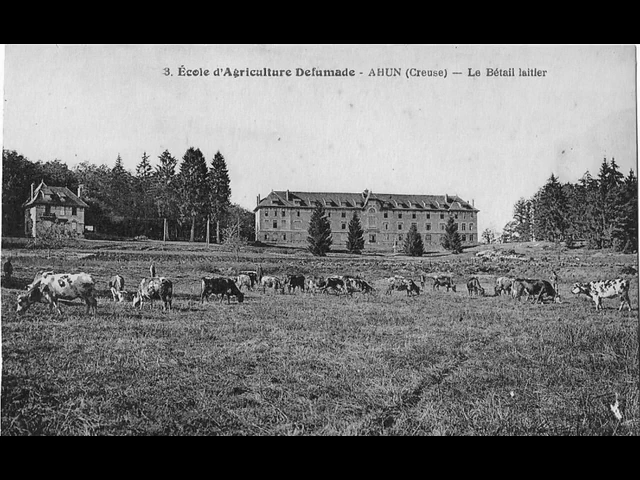 3. École d'Agriculture Defumade - AHUN (Creuse) — Le Bétail laitier